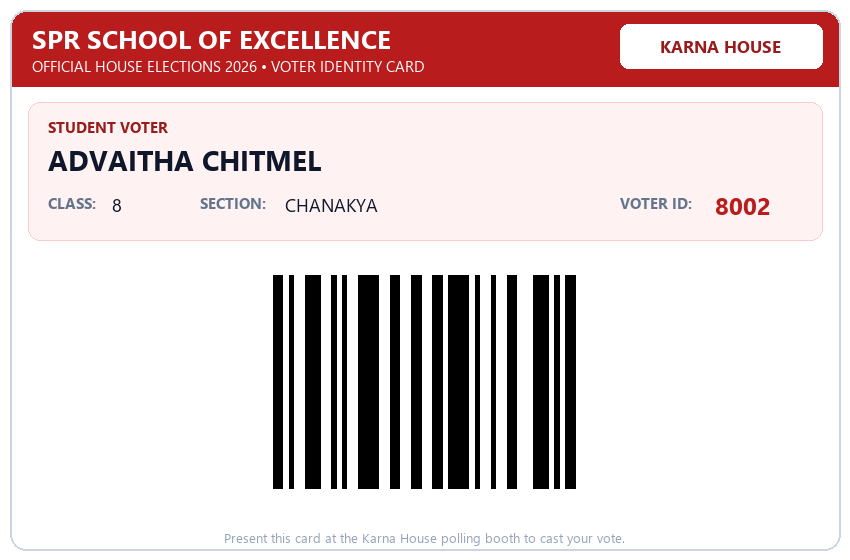 SPR SCHOOL OF EXCELLENCE
OFFICIAL HOUSE ELECTIONS 2026 • VOTER IDENTITY CARD
KARNA HOUSE
STUDENT VOTER
ADVAITHA CHITMEL
CLASS: 8 SECTION: CHANAKYA VOTER ID: 8002
Present this card at the Karna House polling booth to cast your vote.